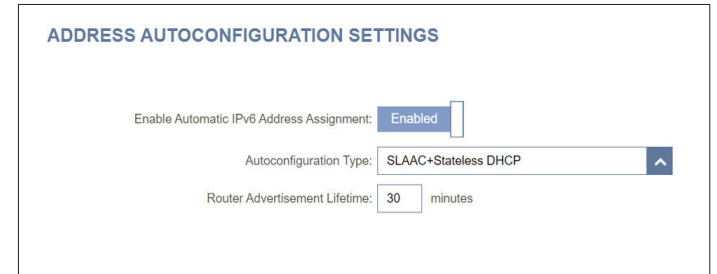 ADDRESS AUTOCONFIGURATION SETTINGS
Enable Automatic IPv6 Address Assignment: Enabled
Autoconfiguration Type: SLAAC+Stateless DHCP
Router Advertisement Lifetime: 30 minutes